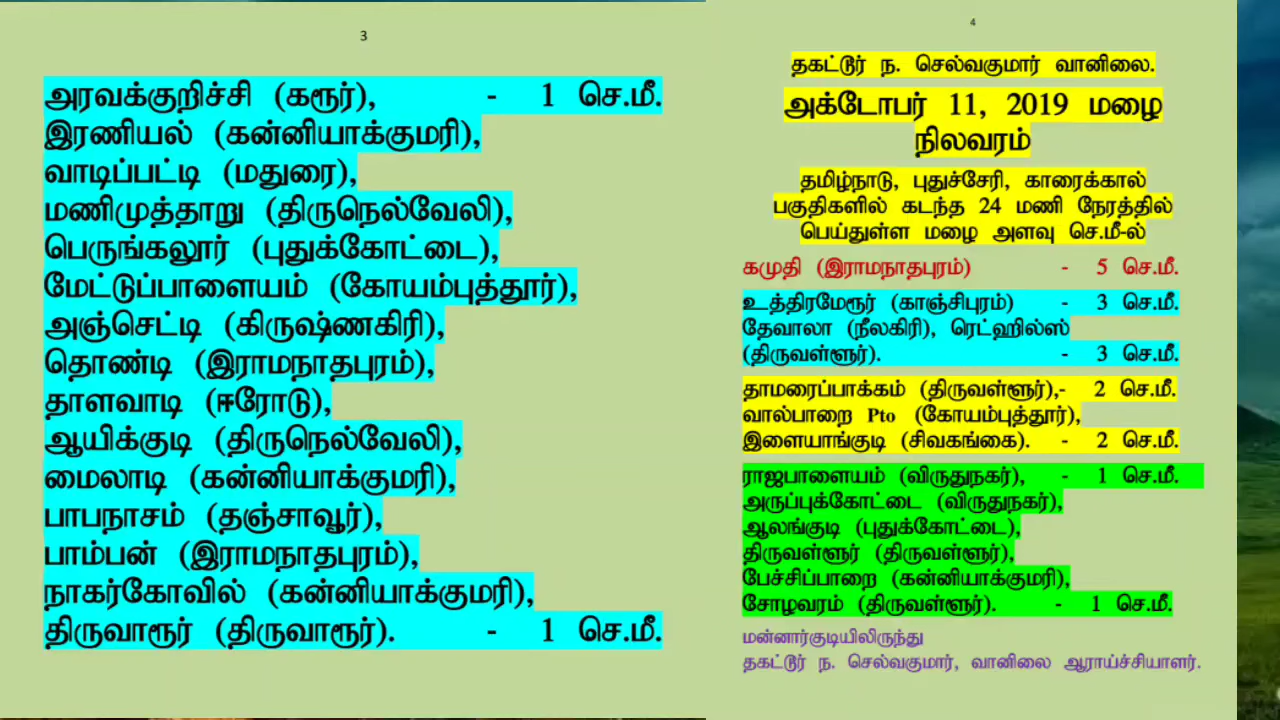 3
அரவக்குறிச்சி (கரூர்), - 1 செ.மீ.
இரணியல் (கன்னியாக்குமரி),
வாடிப்பட்டி (மதுரை),
மணிமுத்தாறு (திருநெல்வேலி),
பெருங்கலூர் (புதுக்கோட்டை),
மேட்டுப்பாளையம் (கோயம்புத்தூர்),
அஞ்செட்டி (கிருஷ்ணகிரி),
தொண்டி (இராமநாதபுரம்),
தாளவாடி (ஈரோடு),
ஆயிக்குடி (திருநெல்வேலி),
மைலாடி (கன்னியாக்குமரி),
பாபநாசம் (தஞ்சாவூர்),
பாம்பன் (இராமநாதபுரம்),
நாகர்கோவில் (கன்னியாக்குமரி),
திருவாரூர் (திருவாரூர்). - 1 செ.மீ.
4
தகட்டூர் ந. செல்வகுமார் வானிலை.
அக்டோபர் 11, 2019 மழை
நிலவரம்
தமிழ்நாடு, புதுச்சேரி, காரைக்கால்
பகுதிகளில் கடந்த 24 மணி நேரத்தில்
பெய்துள்ள மழை அளவு செ.மீ-ல்
கமுதி (இராமநாதபுரம்) - 5 செ.மீ.
உத்திரமேரூர் (காஞ்சிபுரம்) - 3 செ.மீ.
தேவாலா (நீலகிரி), ரெட்ஹில்ஸ்
(திருவள்ளூர்). - 3 செ.மீ.
தாமரைப்பாக்கம் (திருவள்ளூர்),- 2 செ.மீ.
வால்பாறை Pto (கோயம்புத்தூர்),
இளையாங்குடி (சிவகங்கை). - 2 செ.மீ.
ராஜபாளையம் (விருதுநகர்), - 1 செ.மீ.
அருப்புக்கோட்டை (விருதுநகர்),
ஆலங்குடி (புதுக்கோட்டை),
திருவள்ளூர் (திருவள்ளூர்),
பேச்சிப்பாறை (கன்னியாக்குமரி),
சோழவரம் (திருவள்ளூர்). - 1 செ.மீ.
மன்னார்குடியிலிருந்து
தகட்டூர் ந. செல்வகுமார், வானிலை ஆராய்ச்சியாளர்.